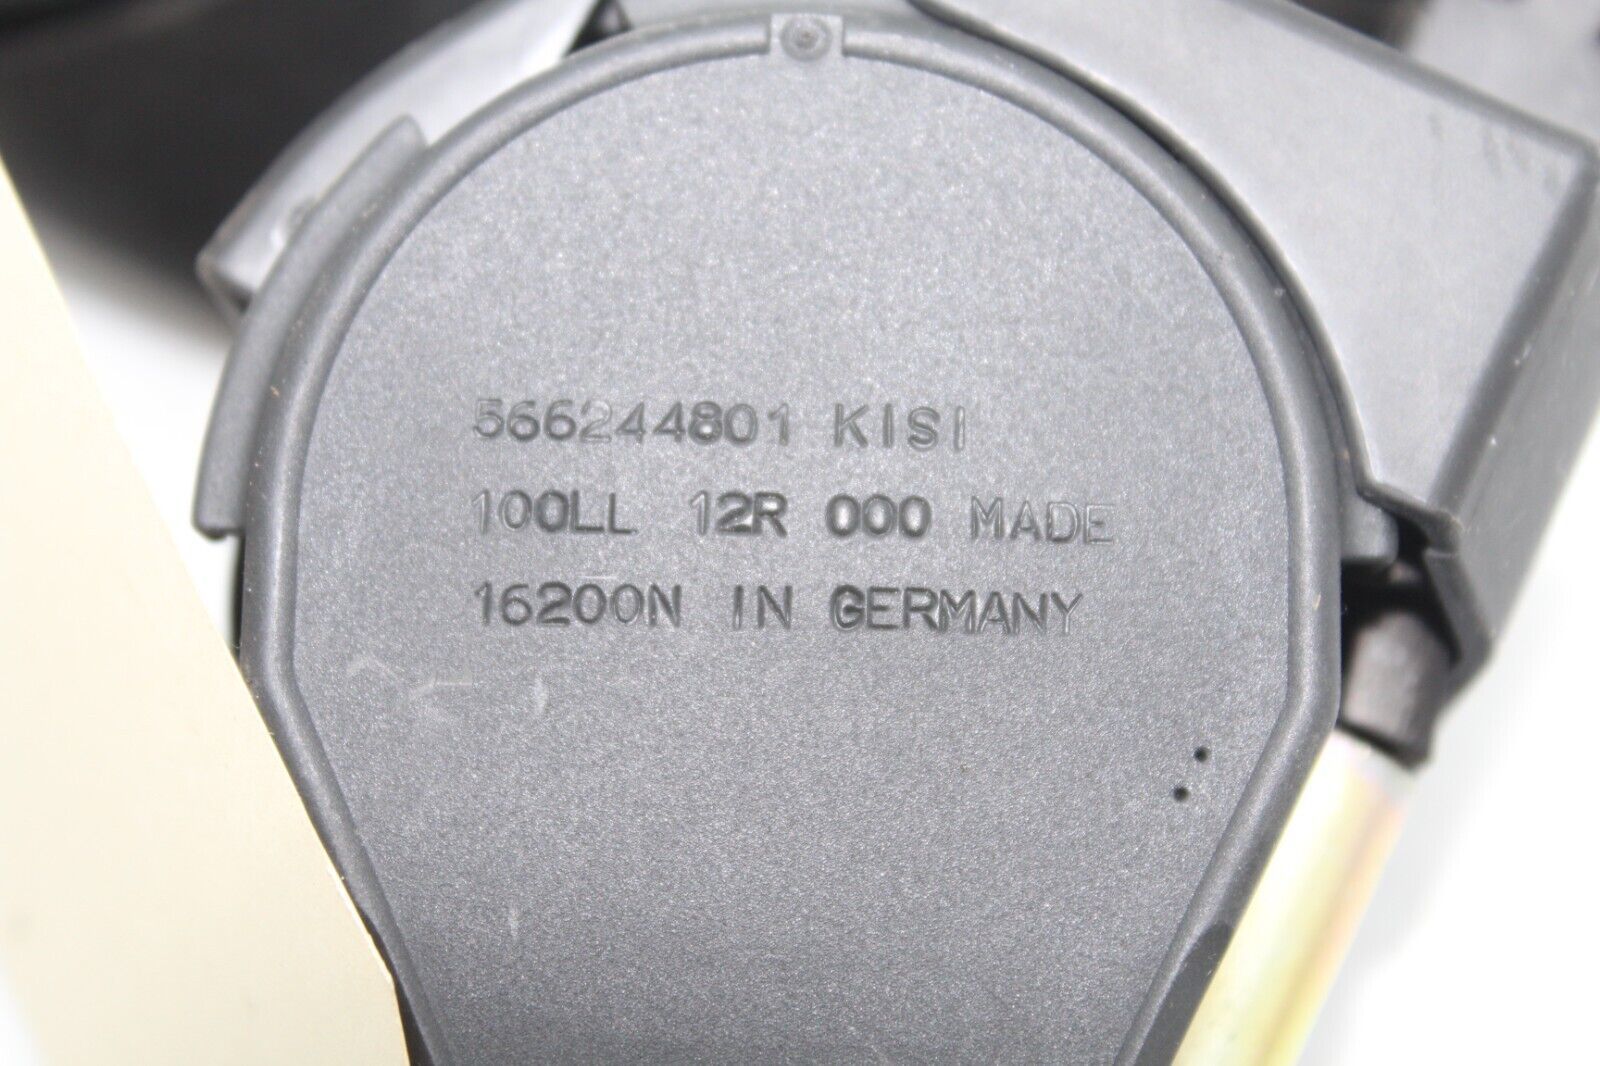 566244801 KISI
100LL 12R 000 MADE
16200N IN GERMANY